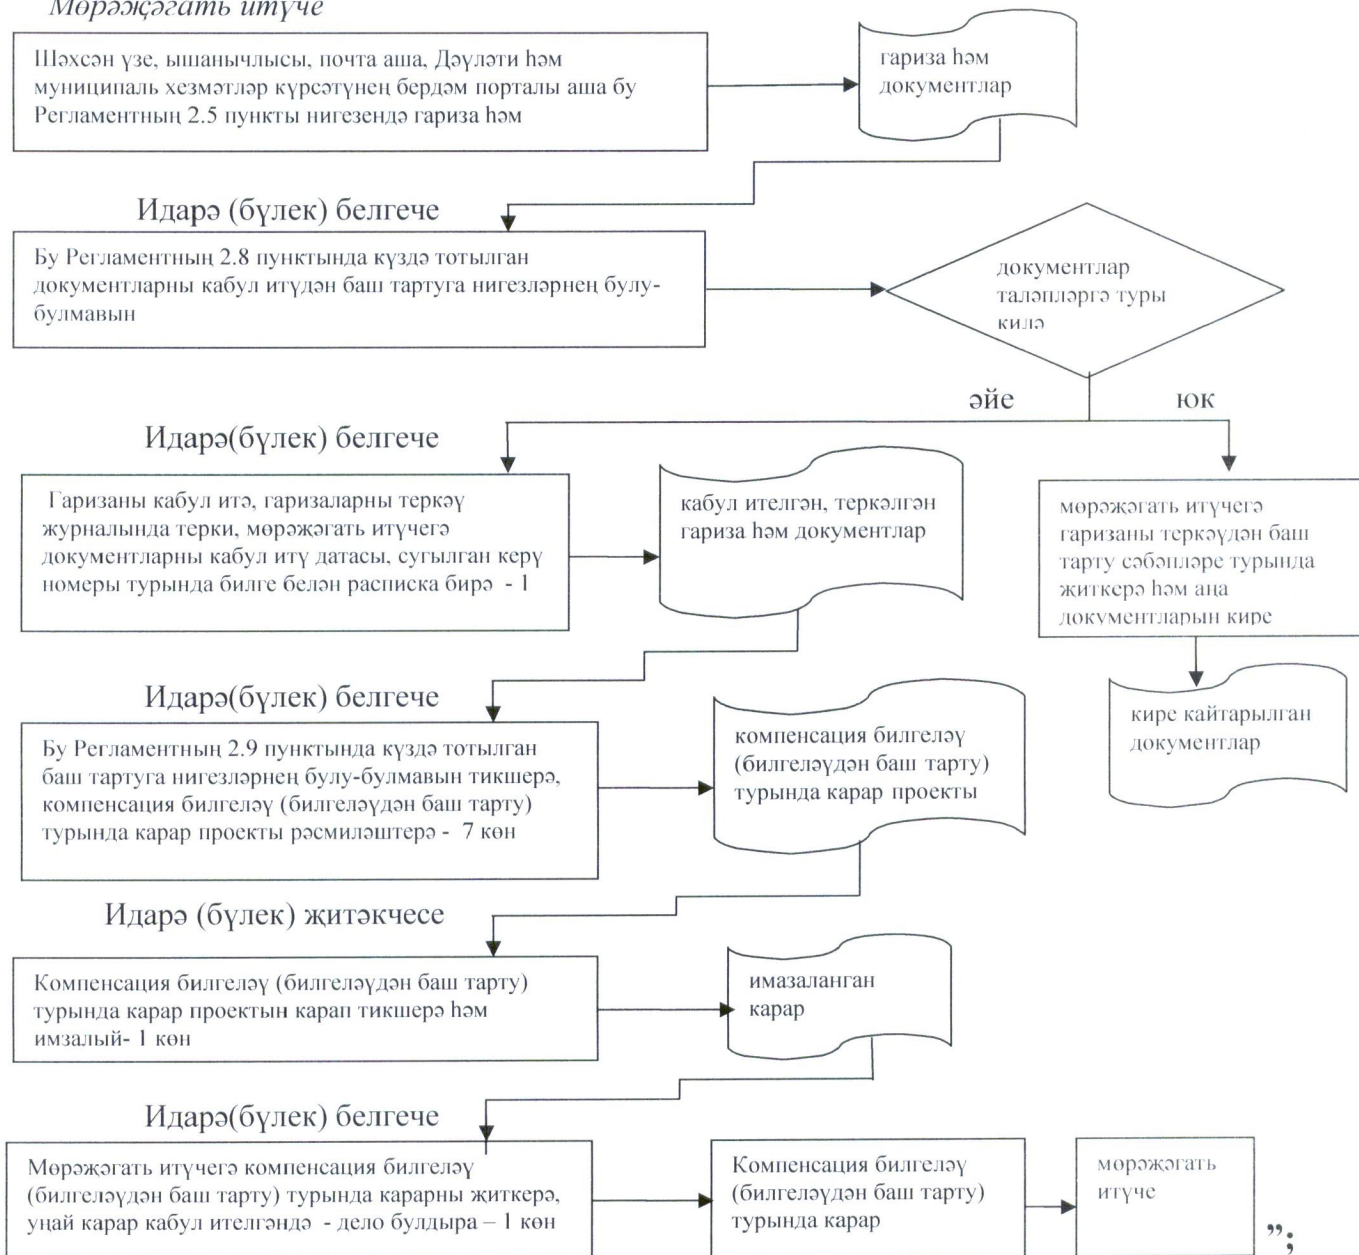 Мөрәҗәгать итүче
Шәхсән үзе, ышанычлысы, почта аша, Дәүләти һәм
муниципаль хезмәтләр күрсәтүнең бердәм порталы аша бу
Регламентның 2.5 пункты нигезендә гариза һәм
гариза һәм
документлар
Идарә (бүлек) белгече
Бу Регламентның 2.8 пунктында күздә тотылган
документларны кабул итүдән баш тартуга нигезләрнең булу-
булмавын
документлар
таләпләргә туры
килә
әйе
юк
Идарә(бүлек) белгече
Гаризаны кабул итә, гаризаларны теркәү
журналында терки, мөрәҗәгать итүчегә
документларны кабул итү датасы, сугылган керү
номеры турында билге белән расписка бирә - 1
кабул ителгән, теркәлгән
гариза һәм документлар
мөрәҗәгать итүчегә
гаризаны теркәүдән баш
тарту сәбәпләре турында
җиткерә һәм аңа
документларын кире
кире кайтарылган
документлар
Идарә(бүлек) белгече
Бу Регламентның 2.9 пунктында күздә тотылган
баш тартуга нигезләрнең булу-булмавын тикшерә,
компенсация билгеләү (билгеләүдән баш тарту)
турында карар проекты рәсмиләштерә - 7 көн
компенсация билгеләү
(билгеләүдән баш тарту)
турында карар проекты
Идарә (бүлек) җитәкчесе
Компенсация билгеләү (билгеләүдән баш тарту)
турында карар проектын карап тикшерә һәм
имзалый- 1 көн
имазаланган
карар
Идарә(бүлек) белгече
Мөрәҗәгать итүчегә компенсация билгеләү
(билгеләүдән баш тарту) турында карарны җиткерә,
уңай карар кабул ителгәндә - дело булдыра – 1 көн
Компенсация билгеләү
(билгеләүдән баш тарту)
турында карар
мөрәҗәгать
итүче
”;